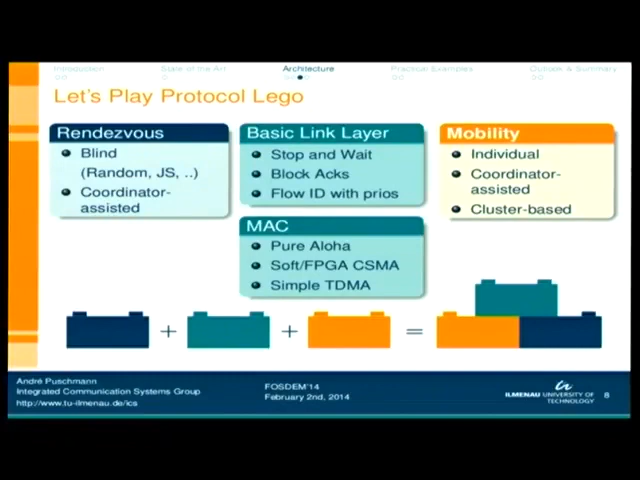 Introduction State of the Art Architecture Practical Examples Outlook & Summary
Let's Play Protocol Lego
Rendezvous
Blind
(Random, JS, ..)
Coordinator-
assisted
Basic Link Layer
Stop and Wait
Block Acks
Flow ID with prios
MAC
Pure Aloha
Soft/FPGA CSMA
Simple TDMA
Mobility
Individual
Coordinator-
assisted
Cluster-based
+ + =
André Puschmann
Integrated Communication Systems Group
http://www.tu-ilmenau.de/ics
FOSDEM'14
February 2nd, 2014
ILMENAU UNIVERSITY OF
TECHNOLOGY
8